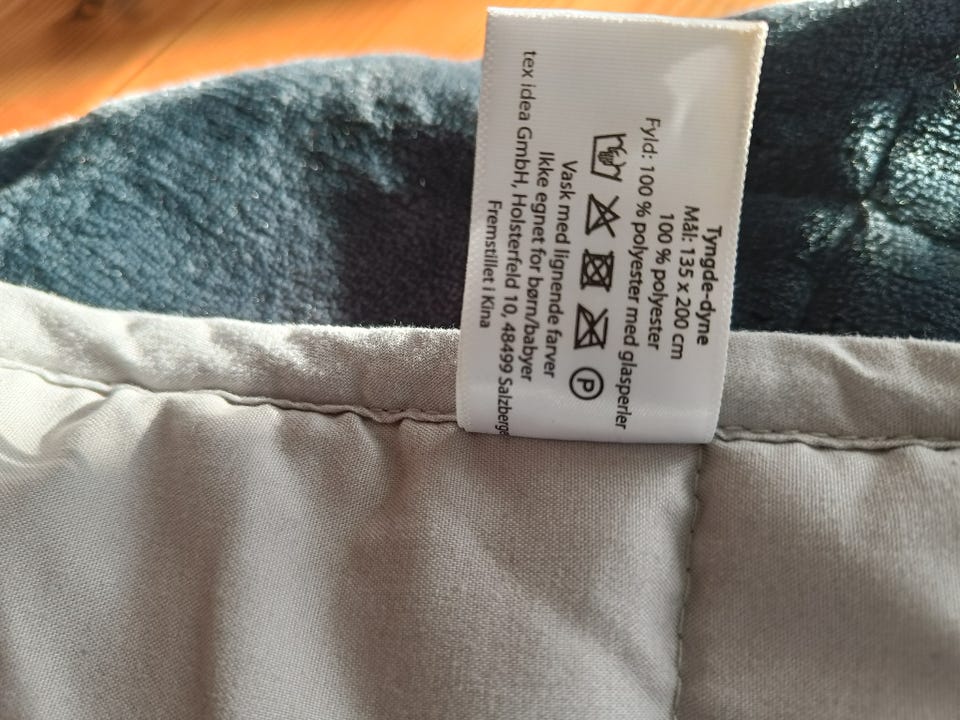 Tyngde-dyne
Mål: 135 x 200 cm
100 % polyester
Fyld: 100 % polyester med glasperler
P
Vask med lignende farver
Ikke egnet for børn/babyer
tex idea GmbH, Holsterfeld 10, 48499 Salzberge
Fremstillet i Kina